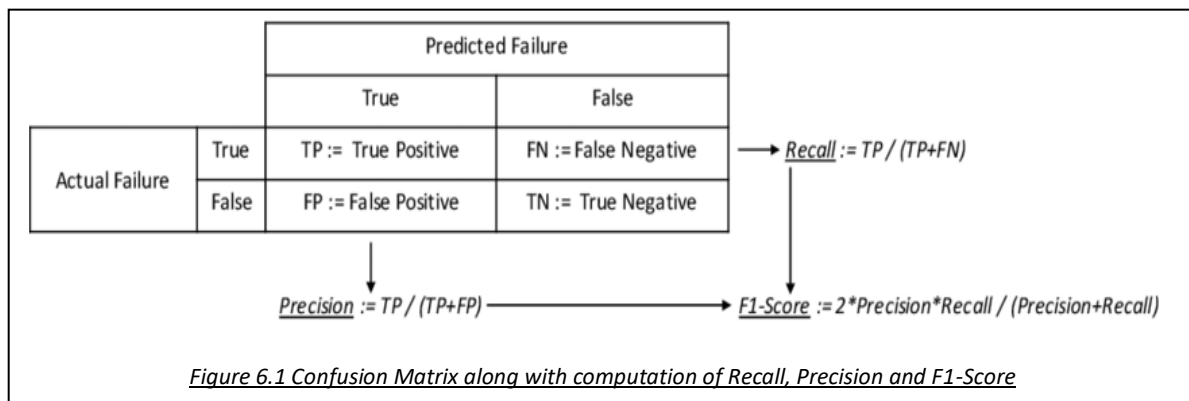 Predicted Failure
True False
True TP := True Positive FN := False Negative Recall := TP / (TP+FN)
Actual Failure
False FP := False Positive TN := True Negative
Precision := TP / (TP+FP) F1-Score := 2*Precision*Recall / (Precision+Recall)
Figure 6.1 Confusion Matrix along with computation of Recall, Precision and F1-Score